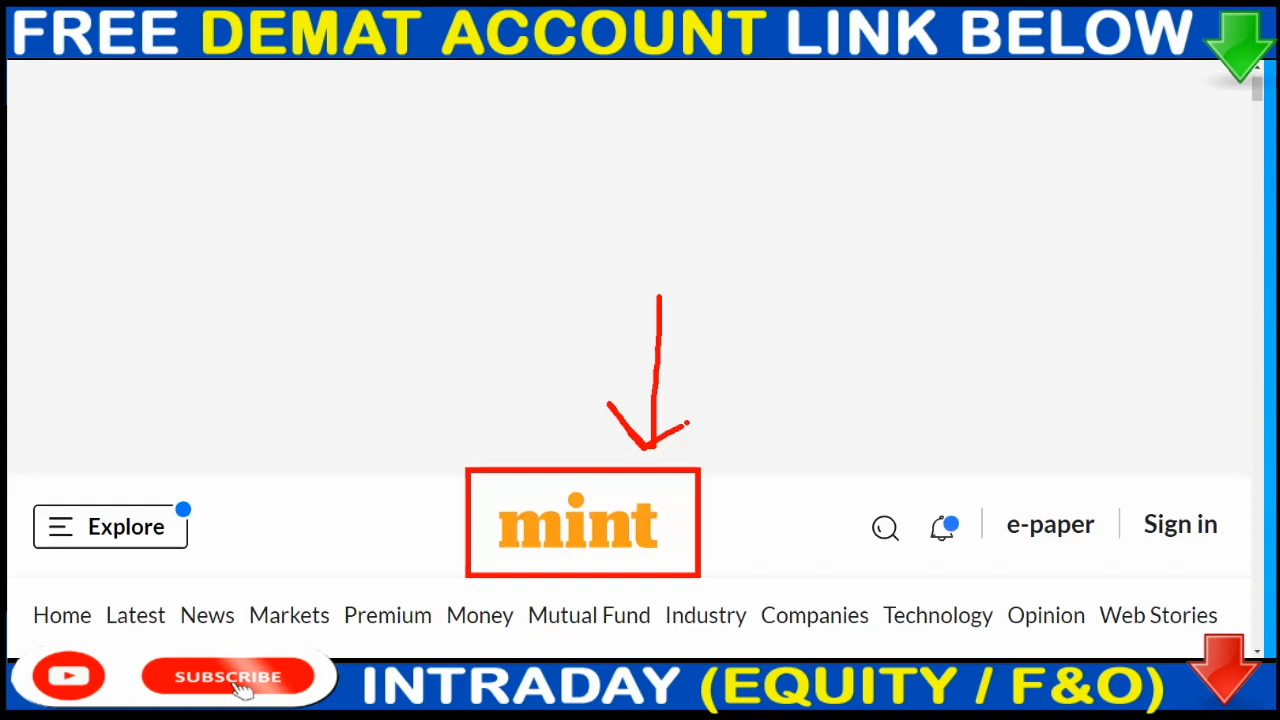 FREE DEMAT ACCOUNT LINK BELOW
Explore
mint
e-paper
Sign in
Home Latest News Markets Premium Money Mutual Fund Industry Companies Technology Opinion Web Stories
SUBSCRIBE
INTRADAY (EQUITY / F&O)